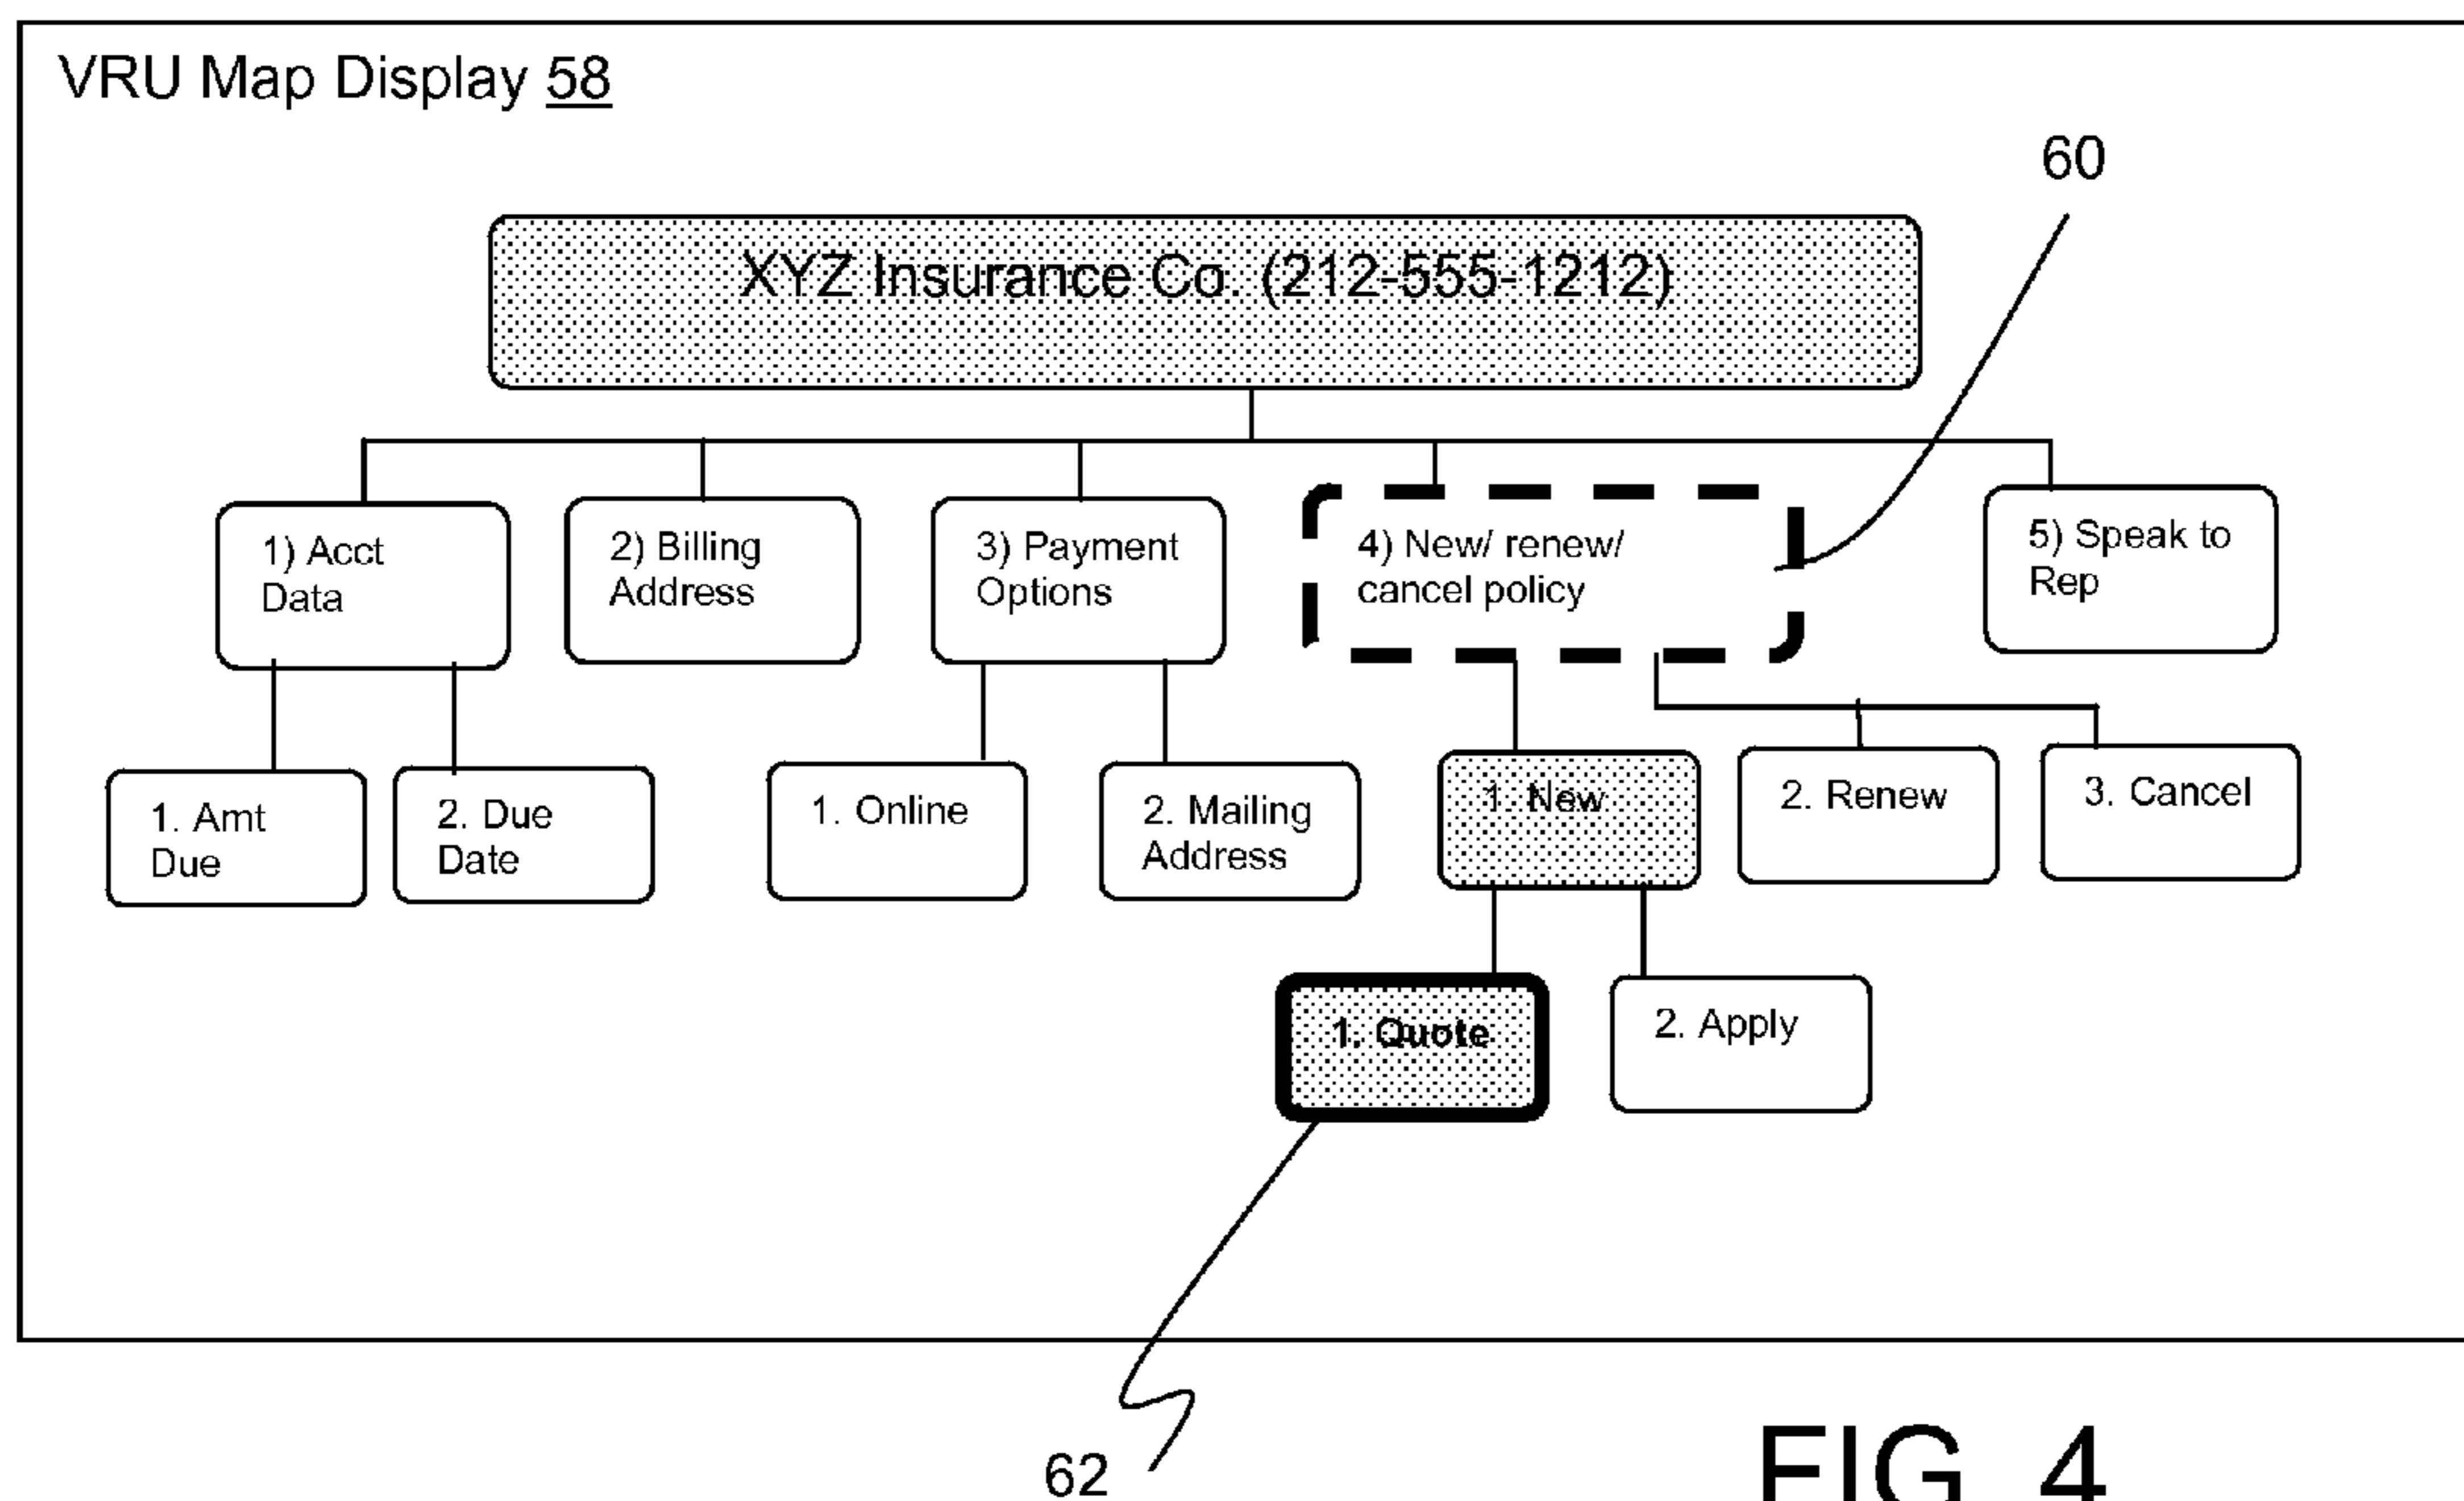 VRU Map Display 58
60
XYZ Insurance Co. (212-555-1212)
1) Acct
Data
2) Billing
Address
3) Payment
Options
4) New/ renew/
cancel policy
5) Speak to
Rep
1. Amt
Due
2. Due
Date
1. Online
2. Mailing
Address
1. New
2. Renew
3. Cancel
1. Quote
2. Apply
62
FIG. 4